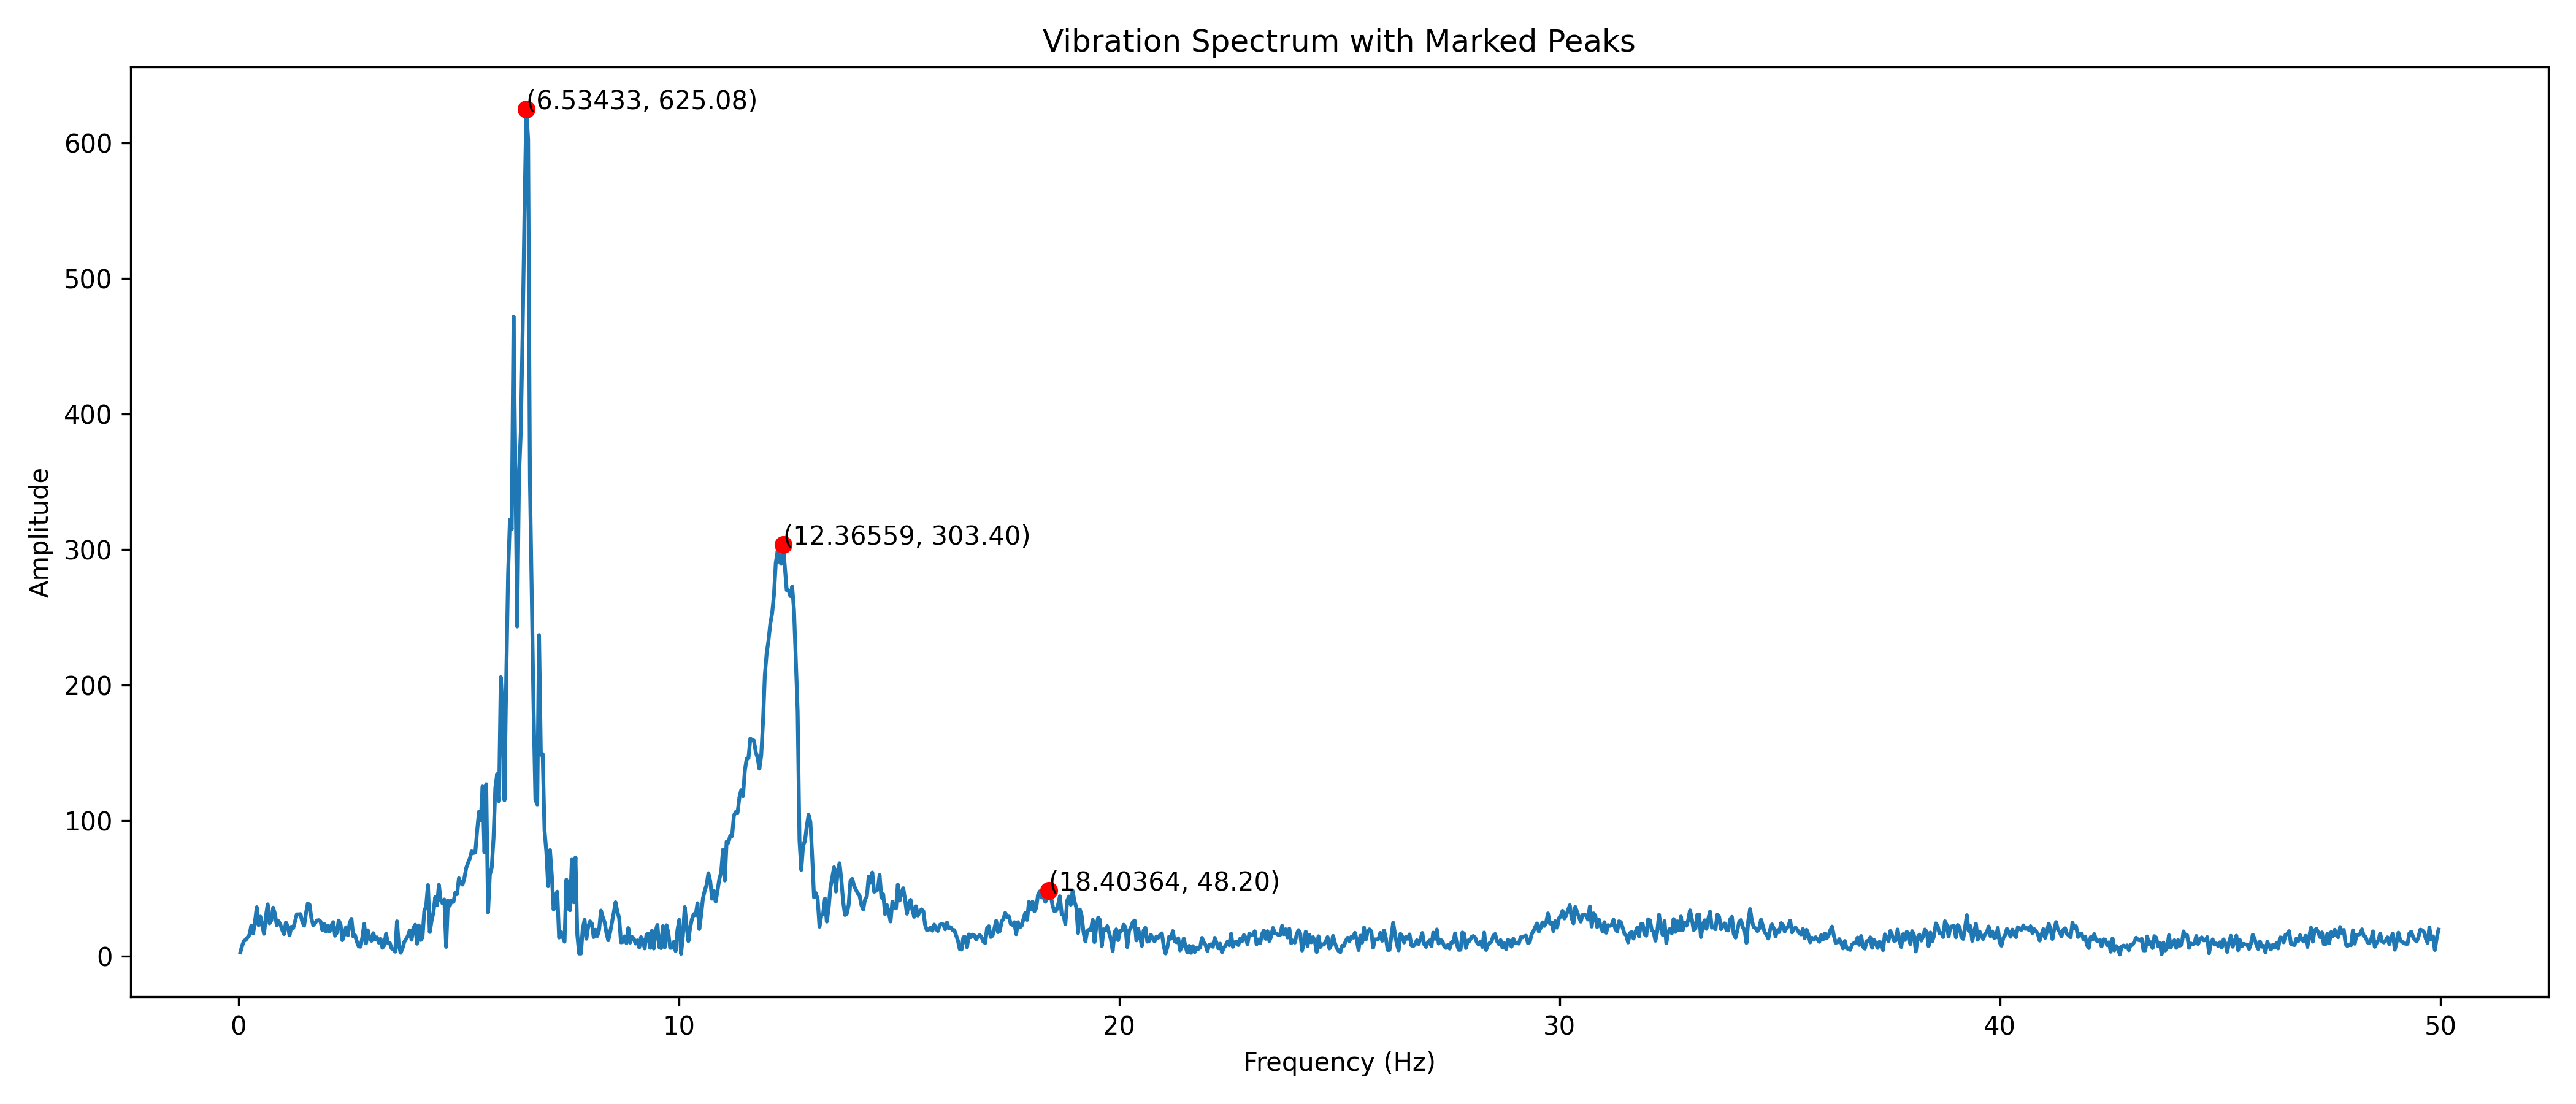 Vibration Spectrum with Marked Peaks
(6.53433, 625.08)
600
500
400
(12.36559, 303.40)
300
200
100
(18.40364, 48.20)
0
Amplitude
0 10 20 30 40 50
Frequency (Hz)